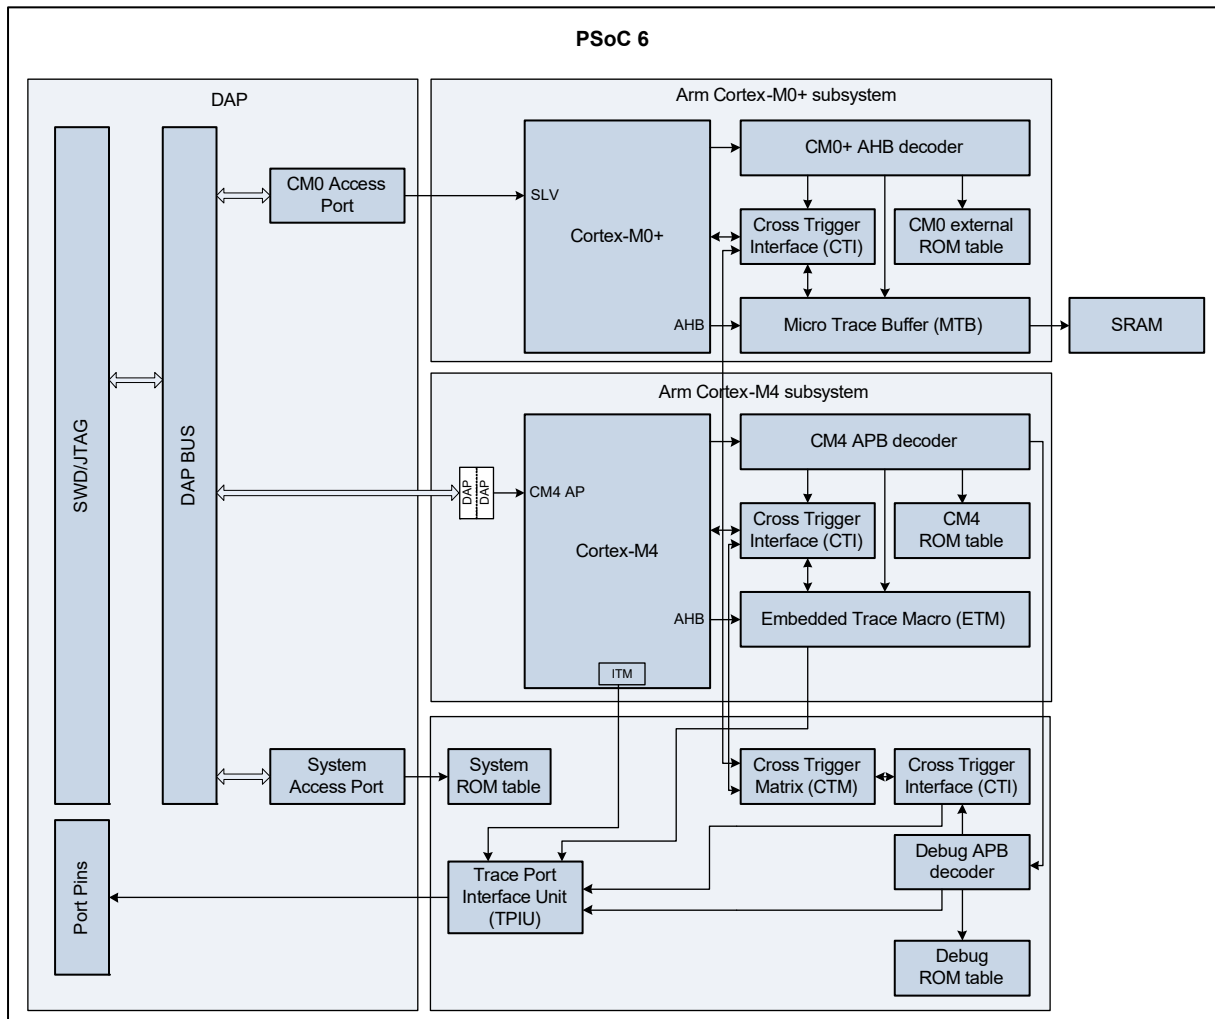 PSoC 6
DAP
SWD/JTAG
DAP BUS
CM0 Access
Port
System
Access Port
Port Pins
Arm Cortex-M0+ subsystem
SLV
Cortex-M0+
AHB
CM0+ AHB decoder
Cross Trigger
Interface (CTI)
CM0 external
ROM table
Micro Trace Buffer (MTB)
SRAM
Arm Cortex-M4 subsystem
DAP
DAP
CM4 AP
Cortex-M4
AHB
ITM
CM4 APB decoder
Cross Trigger
Interface (CTI)
CM4
ROM table
Embedded Trace Macro (ETM)
System
ROM table
Cross Trigger
Matrix (CTM)
Cross Trigger
Interface (CTI)
Trace Port
Interface Unit
(TPIU)
Debug APB
decoder
Debug
ROM table